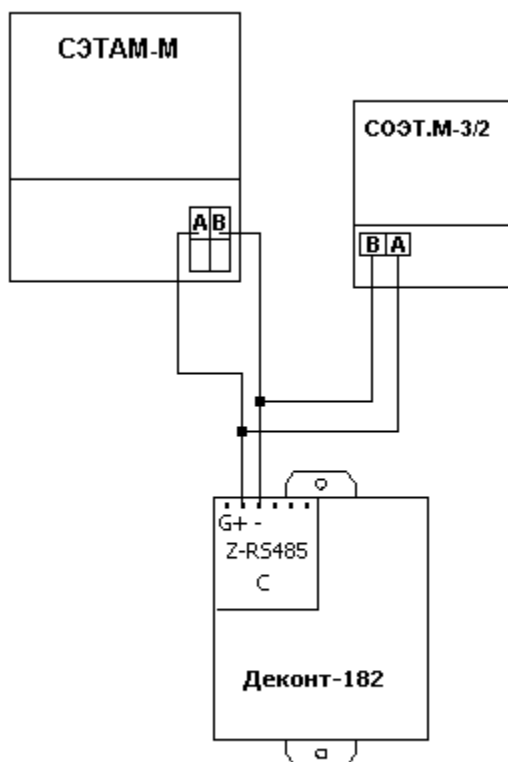 СЭТАМ-М
СОЭТ.М-3/2
A B
B A
G+ -
Z-RS485
C
Деконт-182